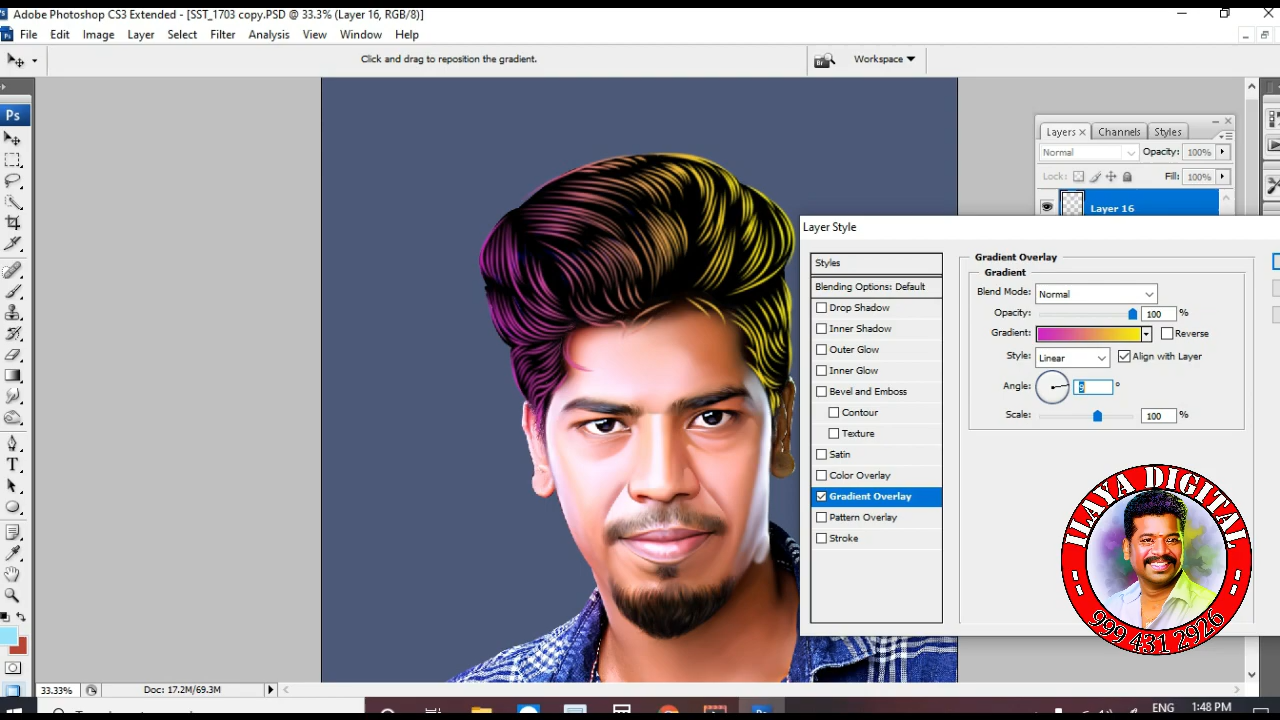 Adobe Photoshop CS3 Extended - [SST_1703 copy.PSD @ 33.3% (Layer 16, RGB/8)]
File Edit Image Layer Select Filter Analysis View Window Help
Click and drag to reposition the gradient.
Workspace
Ps
Layers Channels Styles
Normal Opacity: 100%
Lock: Fill: 100%
Layer 16
Layer Style
Styles
Blending Options: Default
Drop Shadow
Inner Shadow
Outer Glow
Inner Glow
Bevel and Emboss
Contour
Texture
Satin
Color Overlay
Gradient Overlay
Pattern Overlay
Stroke
Gradient Overlay
Gradient
Blend Mode: Normal
Opacity: 100 %
Gradient: Reverse
Style: Linear Align with Layer
Angle: 9 °
Scale: 100 %
ILAYA DIGITAL
999 431 2926
33.33% Doc: 17.2M/69.3M
ENG 1:48 PM